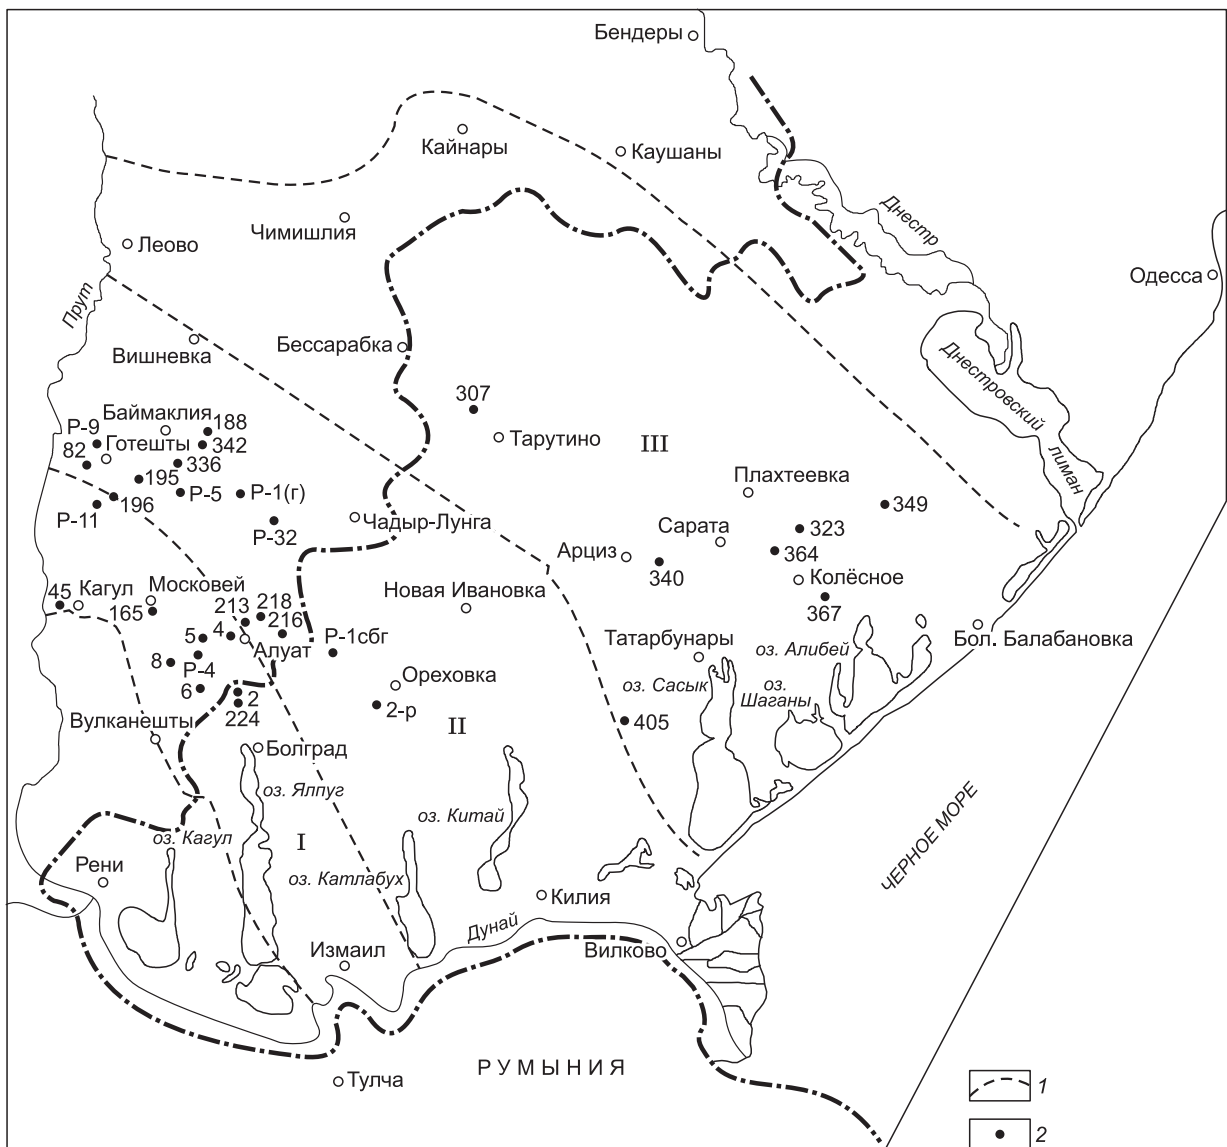 Бендеры
Кайнары
Каушаны
Днестр
Чимишлия
Леово
Одесса
Прут
Вишневка
Бессарабка
Днестровский
лиман
307
Тарутино
III
Баймаклия
188
Р-9
Готешты
342
82
336
195
Р-5
Р-1(г)
196
Р-11
Р-32
Чадыр-Лунга
Плахтеевка
349
Сарата
323
364
Арциз
340
Колёсное
367
45
Кагул
Московей
165
213
218
4
216
5
Алуат
Р-1сбг
8
Р-4
6
2
224
Новая Ивановка
Татарбунары
оз. Алибей
Бол. Балабановка
Ореховка
2-р
оз. Сасык
оз.
Шаганы
405
II
Вулканешты
Болград
оз. Ялпуг
оз. Китай
оз. Кагул
I
ЧЕРНОЕ МОРЕ
Рени
оз. Катлабух
Килия
Дунай
Вилково
Измаил
РУМЫНИЯ
Тулча
1
2